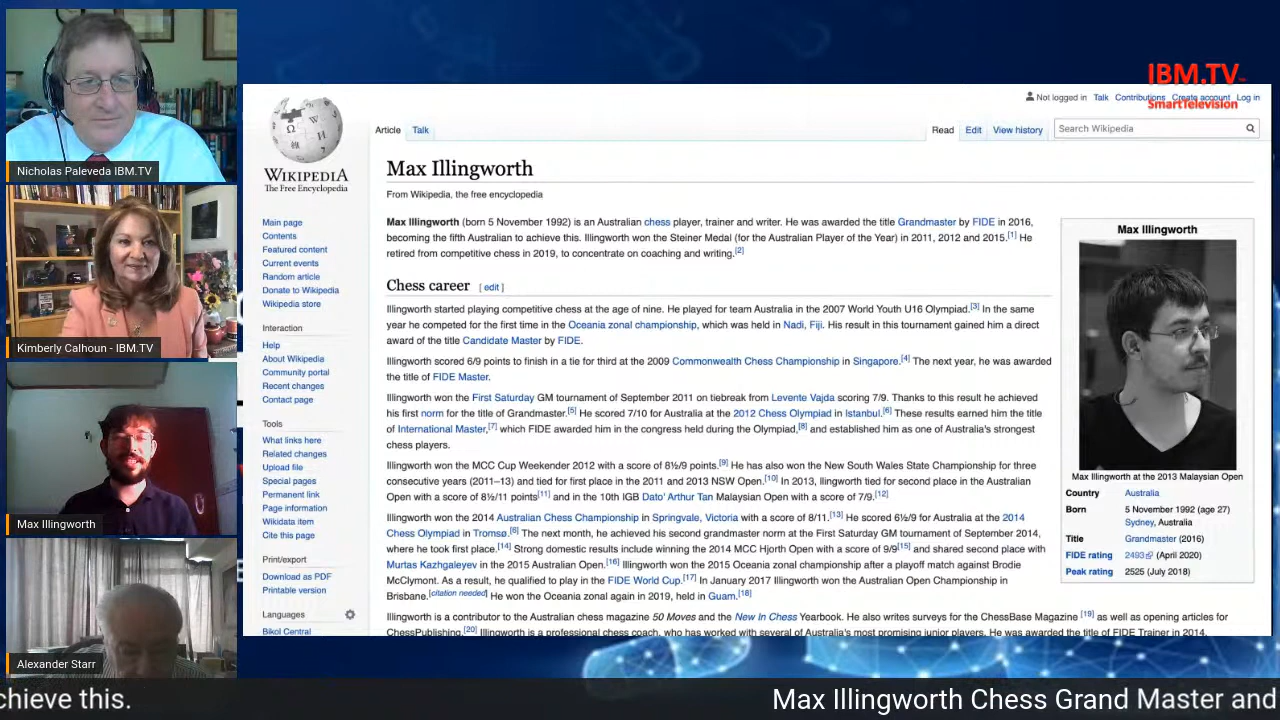 IBM.TV
SmartTelevision
Nicholas Paleveda IBM.TV
Kimberly Calhoun - IBM.TV
Max Illingworth
Alexander Starr
WIKIPEDIA
The Free Encyclopedia
Main page
Contents
Featured content
Current events
Random article
Donate to Wikipedia
Wikipedia store
Interaction
Help
About Wikipedia
Community portal
Recent changes
Contact page
Tools
What links here
Related changes
Upload file
Special pages
Permanent link
Page information
Wikidata item
Cite this page
Print/export
Download as PDF
Printable version
Languages
Bikol Central
Not logged in Talk Contributions Create account Log in
Article Talk Read Edit View history Search Wikipedia
Max Illingworth
From Wikipedia, the free encyclopedia
Max Illingworth (born 5 November 1992) is an Australian chess player, trainer and writer. He was awarded the title Grandmaster by FIDE in 2016,
becoming the fifth Australian to achieve this. Illingworth won the Steiner Medal (for the Australian Player of the Year) in 2011, 2012 and 2015.[1] He
retired from competitive chess in 2019, to concentrate on coaching and writing.[2]
Chess career [ edit ]
Illingworth started playing competitive chess at the age of nine. He played for team Australia in the 2007 World Youth U16 Olympiad.[3] In the same
year he competed for the first time in the Oceania zonal championship, which was held in Nadi, Fiji. His result in this tournament gained him a direct
award of the title Candidate Master by FIDE.
Illingworth scored 6/9 points to finish in a tie for third at the 2009 Commonwealth Chess Championship in Singapore.[4] The next year, he was awarded
the title of FIDE Master.
Illingworth won the First Saturday GM tournament of September 2011 on tiebreak from Levente Vajda scoring 7/9. Thanks to this result he achieved
his first norm for the title of Grandmaster.[5] He scored 7/10 for Australia at the 2012 Chess Olympiad in Istanbul.[6] These results earned him the title
of International Master,[7] which FIDE awarded him in the congress held during the Olympiad,[8] and established him as one of Australia's strongest
chess players.
Illingworth won the MCC Cup Weekender 2012 with a score of 8½/9 points.[9] He has also won the New South Wales State Championship for three
consecutive years (2011–13) and tied for first place in the 2011 and 2013 NSW Open.[10] In 2013, Illingworth tied for second place in the Australian
Open with a score of 8½/11 points[11] and in the 10th IGB Dato' Arthur Tan Malaysian Open with a score of 7/9.[12]
Illingworth won the 2014 Australian Chess Championship in Springvale, Victoria with a score of 8/11.[13] He scored 6½/9 for Australia at the 2014
Chess Olympiad in Tromsø.[6] The next month, he achieved his second grandmaster norm at the First Saturday GM tournament of September 2014,
where he took first place.[14] Strong domestic results include winning the 2014 MCC Hjorth Open with a score of 9/9[15] and shared second place with
Murtas Kazhgaleyev in the 2015 Australian Open.[16] Illingworth won the 2015 Oceania zonal championship after a playoff match against Brodie
McClymont. As a result, he qualified to play in the FIDE World Cup.[17] In January 2017 Illingworth won the Australian Open Championship in
Brisbane.[citation needed] He won the Oceania zonal again in 2019, held in Guam.[18]
Illingworth is a contributor to the Australian chess magazine 50 Moves and the New In Chess Yearbook. He also writes surveys for the ChessBase Magazine [19] as well as opening articles for
ChessPublishing.[20] Illingworth is a professional chess coach, who has worked with several of Australia's most promising junior players. He was awarded the title of FIDE Trainer in 2014.
Max Illingworth
Max Illingworth at the 2013 Malaysian Open
Country Australia
Born 5 November 1992 (age 27)
Sydney, Australia
Title Grandmaster (2016)
FIDE rating 2493 (April 2020)
Peak rating 2525 (July 2018)
chieve this. Max Illingworth Chess Grand Master and